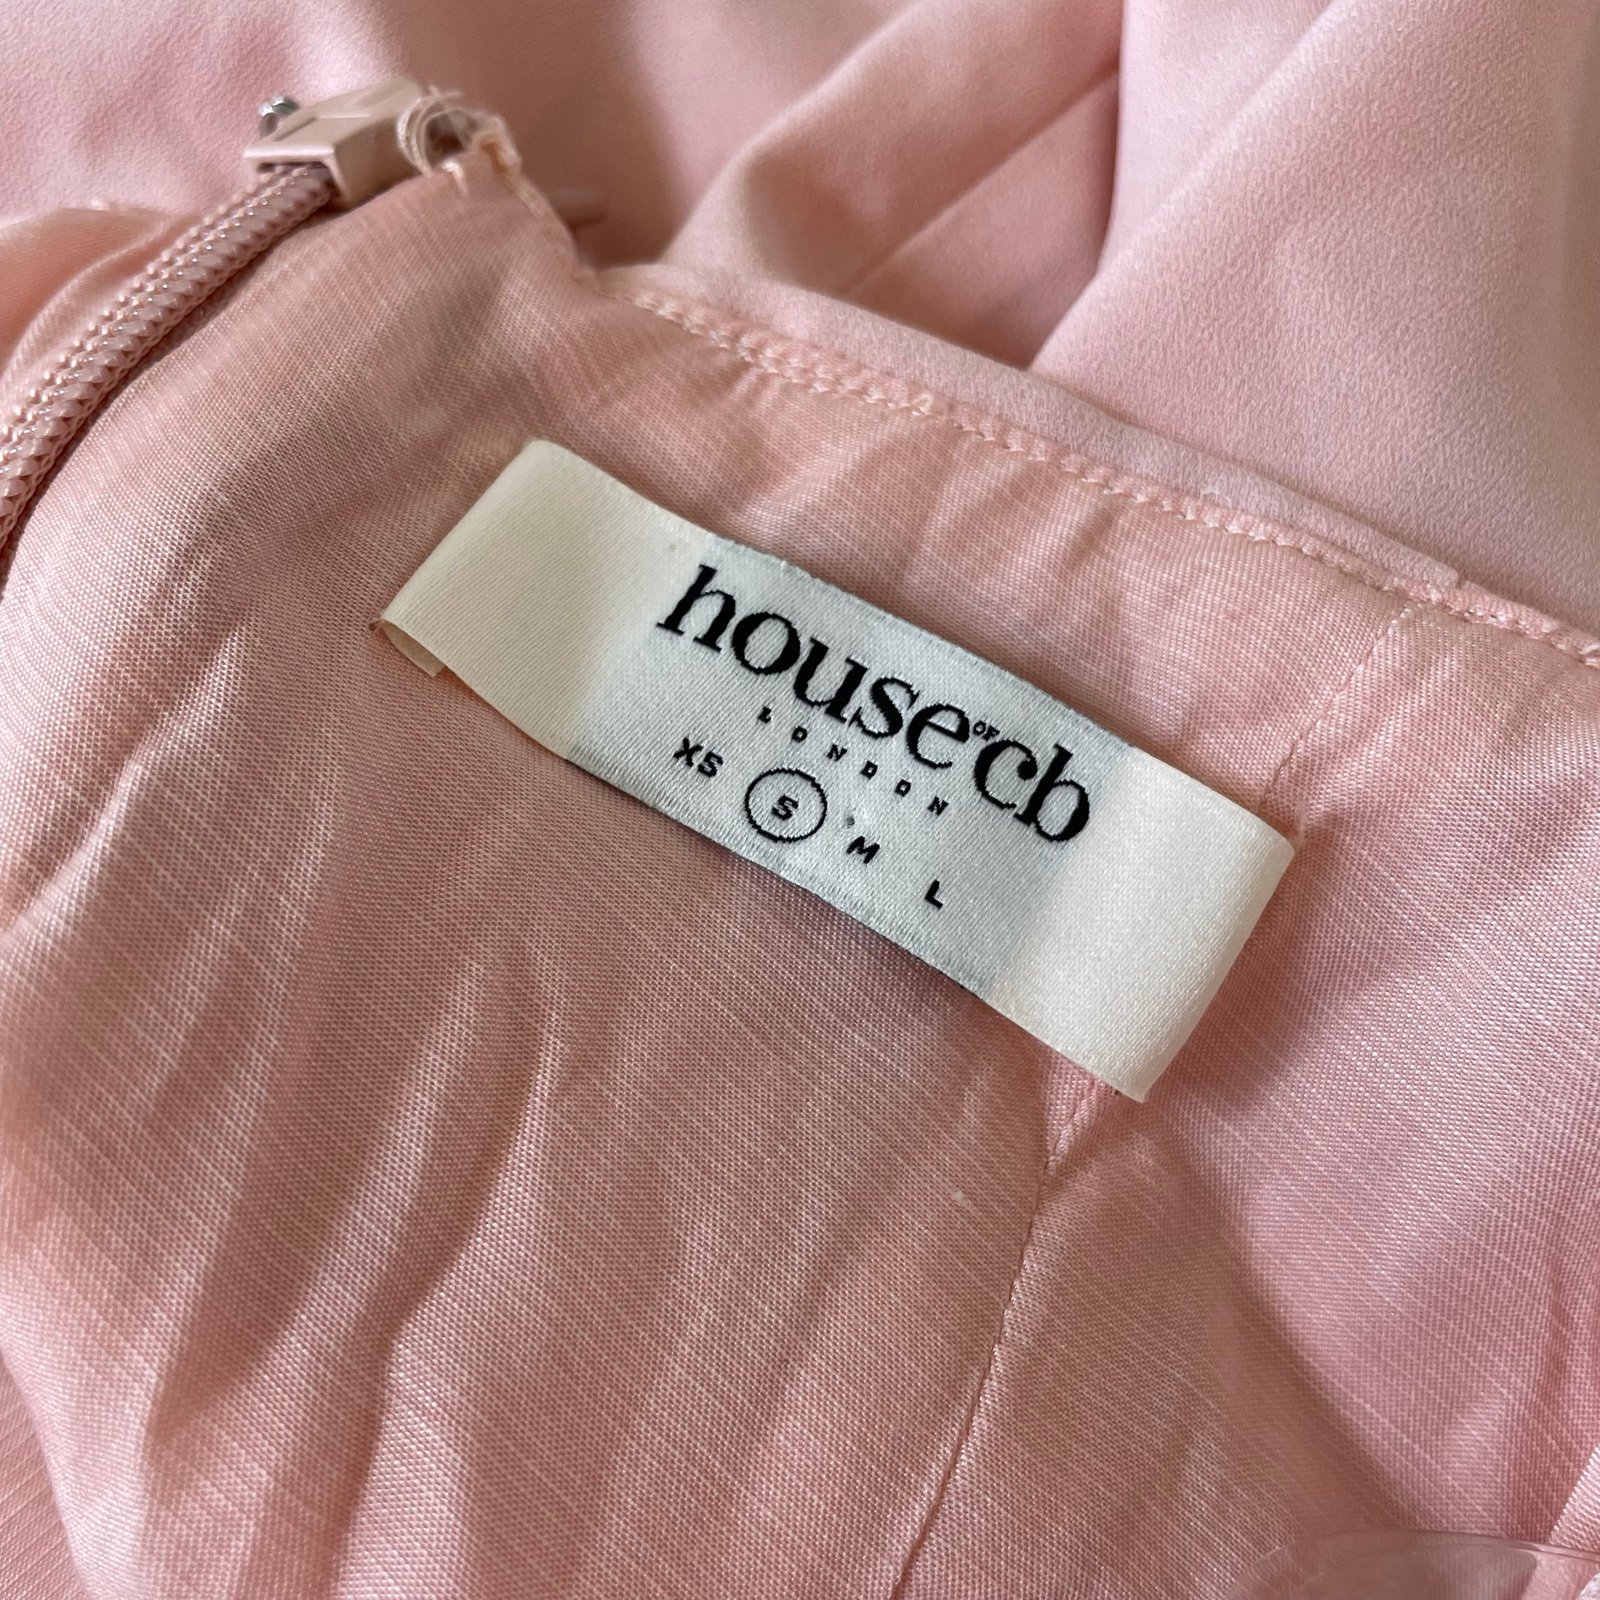 house OF cb
LONDON
XS S M L